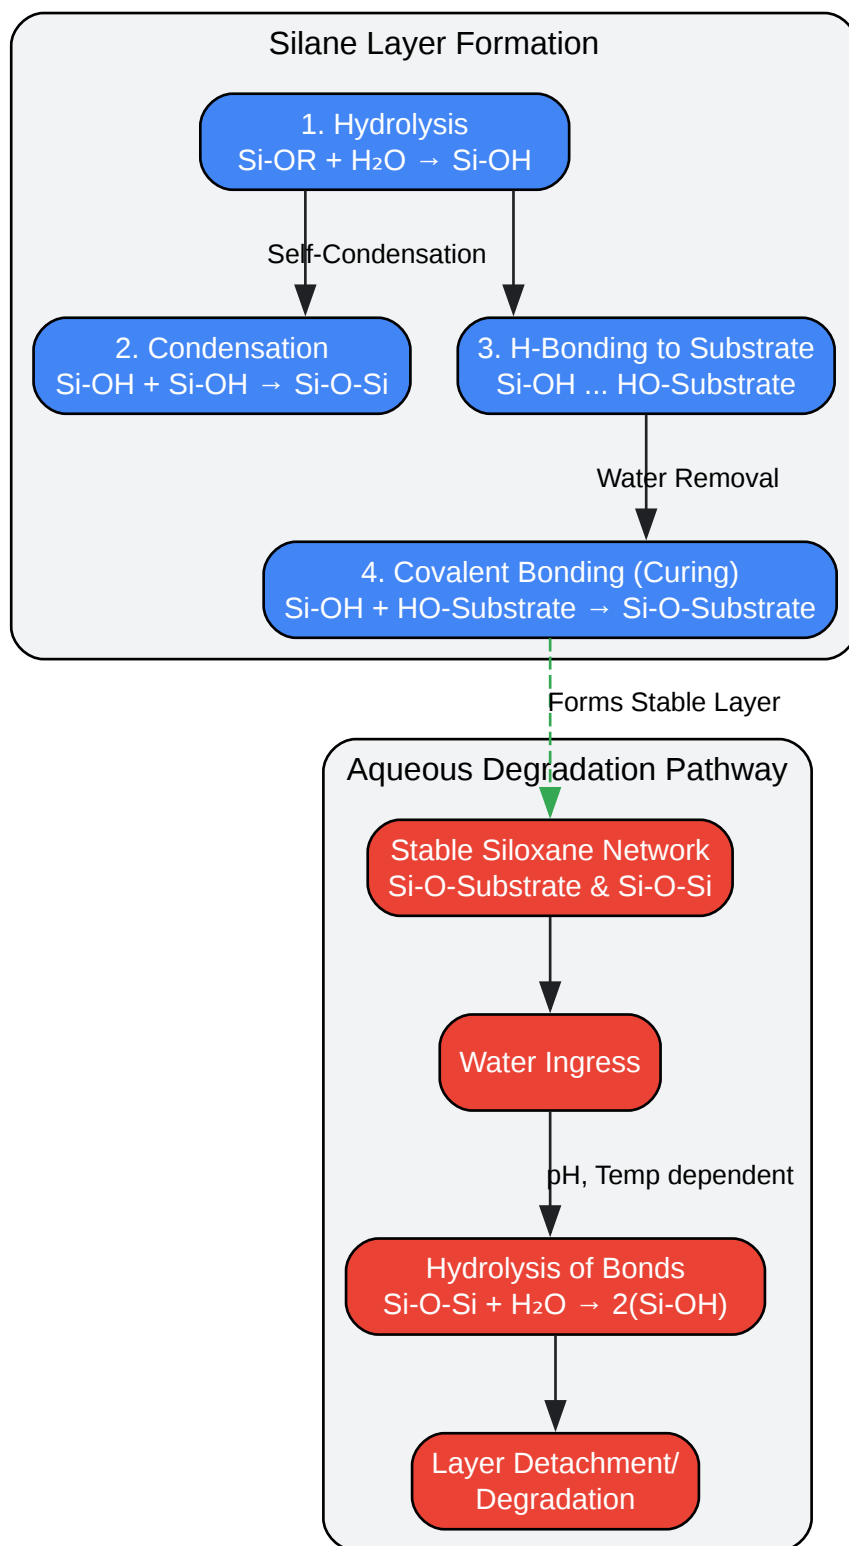 Silane Layer Formation
1. Hydrolysis
Si-OR + H₂O → Si-OH
Self-Condensation
2. Condensation
Si-OH + Si-OH → Si-O-Si
3. H-Bonding to Substrate
Si-OH ... HO-Substrate
Water Removal
4. Covalent Bonding (Curing)
Si-OH + HO-Substrate → Si-O-Substrate
Forms Stable Layer
Aqueous Degradation Pathway
Stable Siloxane Network
Si-O-Substrate & Si-O-Si
Water Ingress
pH, Temp dependent
Hydrolysis of Bonds
Si-O-Si + H₂O → 2(Si-OH)
Layer Detachment/
Degradation